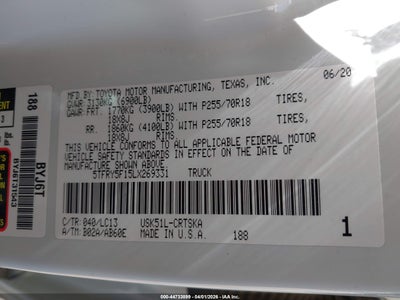 MFD.BY:TOYOTA MOTOR MANUFACTURING, TEXAS, INC. 06/20
GVWR 3130KG (6900LB)
GAWR FRT. 1770KG (3900LB) WITH P255/70R18 TIRES,
18X8J RIMS.
RR. 1860KG (4100LB) WITH P255/70R18 TIRES,
18X8J RIMS.
THIS VEHICLE CONFORMS TO ALL APPLICABLE FEDERAL MOTOR
VEHICLE SAFETY STANDARDS IN EFFECT ON THE DATE OF
MANUFACTURE SHOWN ABOVE.
5TFRY5F15LX269331 TRUCK
C/TR: 040/LC13 USK51L-CRTSKA
A/TM: B02A/AB60E MADE IN U.S.A. 188 1
188
BYJ6T
lbs.
000-44733099 - 04/01/2026 -